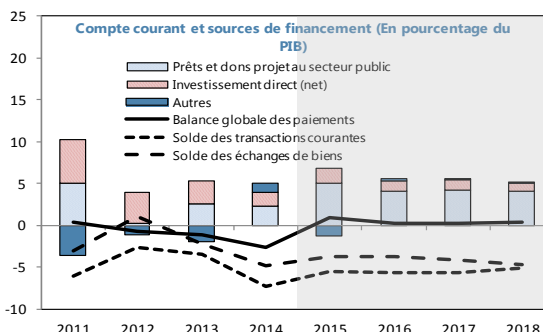 Compte courant et sources de financement (En pourcentage du
PIB)
25
20
15
10
5
0
-5
-10
Prêts et dons projet au secteur public
Investissement direct (net)
Autres
Balance globale des paiements
Solde des transactions courantes
Solde des échanges de biens
2011 2012 2013 2014 2015 2016 2017 2018